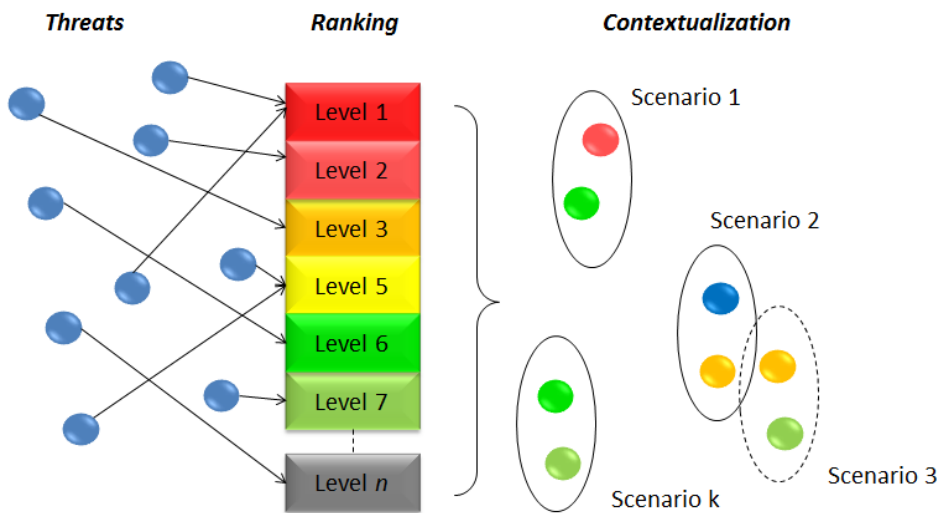 Threats
Ranking
Contextualization
Level 1
Level 2
Level 3
Level 5
Level 6
Level 7
Level n
Scenario 1
Scenario 2
Scenario 3
Scenario k